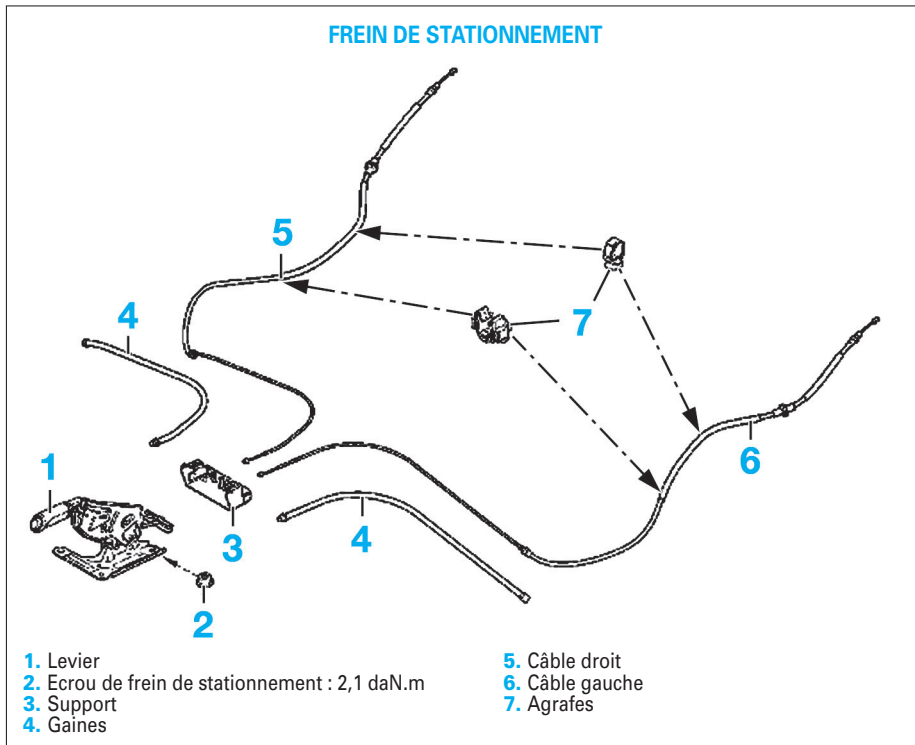 FREIN DE STATIONNEMENT
5
4
7
1
6
3
4
2
1. Levier
2. Ecrou de frein de stationnement : 2,1 daN.m
3. Support
4. Gaines
5. Câble droit
6. Câble gauche
7. Agrafes